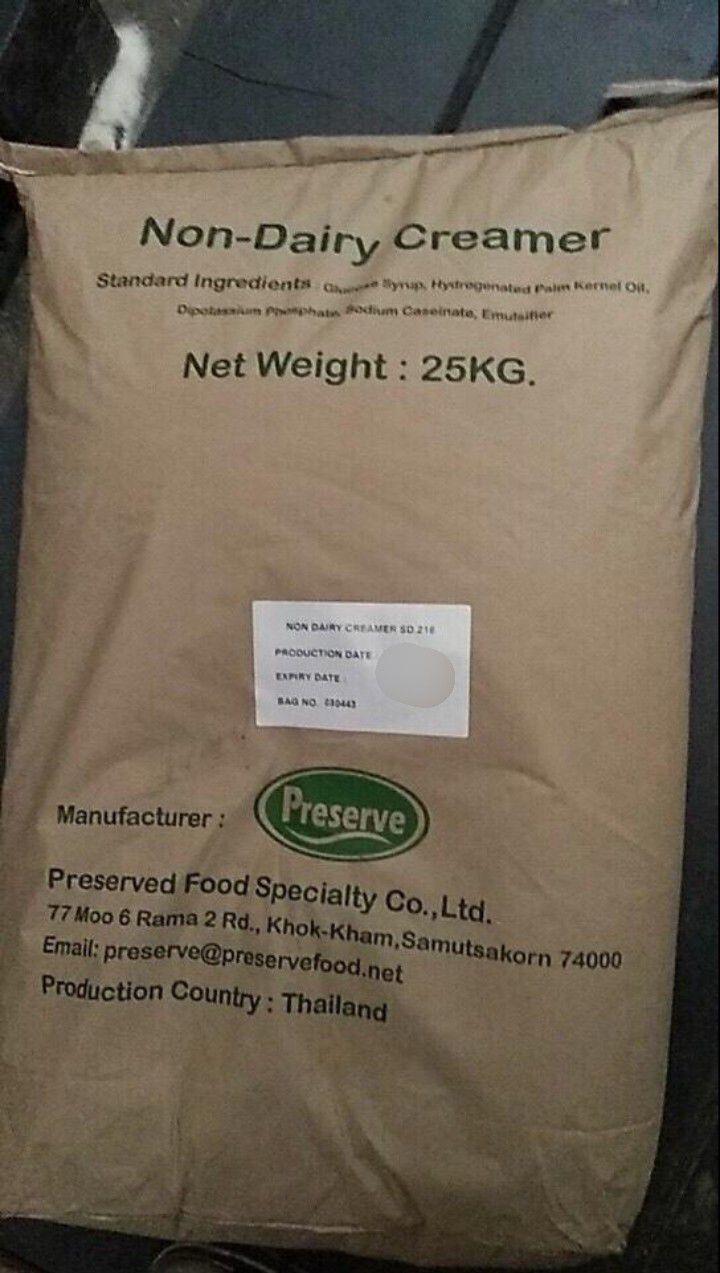 Non-Dairy Creamer
Standard Ingredients : Glucose Syrup, Hydrogenated Palm Kernel Oil,
Dipotassium Phosphate, Sodium Caseinate, Emulsifier
Net Weight : 25KG.
NON DAIRY CREAMER SD 216
PRODUCTION DATE
EXPIRY DATE :
BAG NO. 030443
Manufacturer :
Preserve
Preserved Food Specialty Co.,Ltd.
77 Moo 6 Rama 2 Rd., Khok-Kham,Samutsakorn 74000
Email: preserve@preservefood.net
Production Country : Thailand